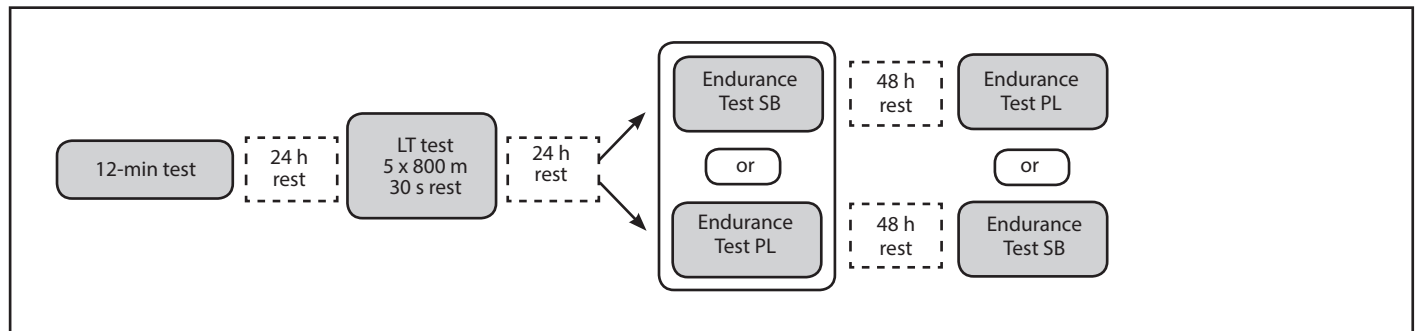 12-min test
24 h
rest
LT test
5 x 800 m
30 s rest
24 h
rest
Endurance
Test SB
or
Endurance
Test PL
48 h
rest
48 h
rest
Endurance
Test PL
or
Endurance
Test SB